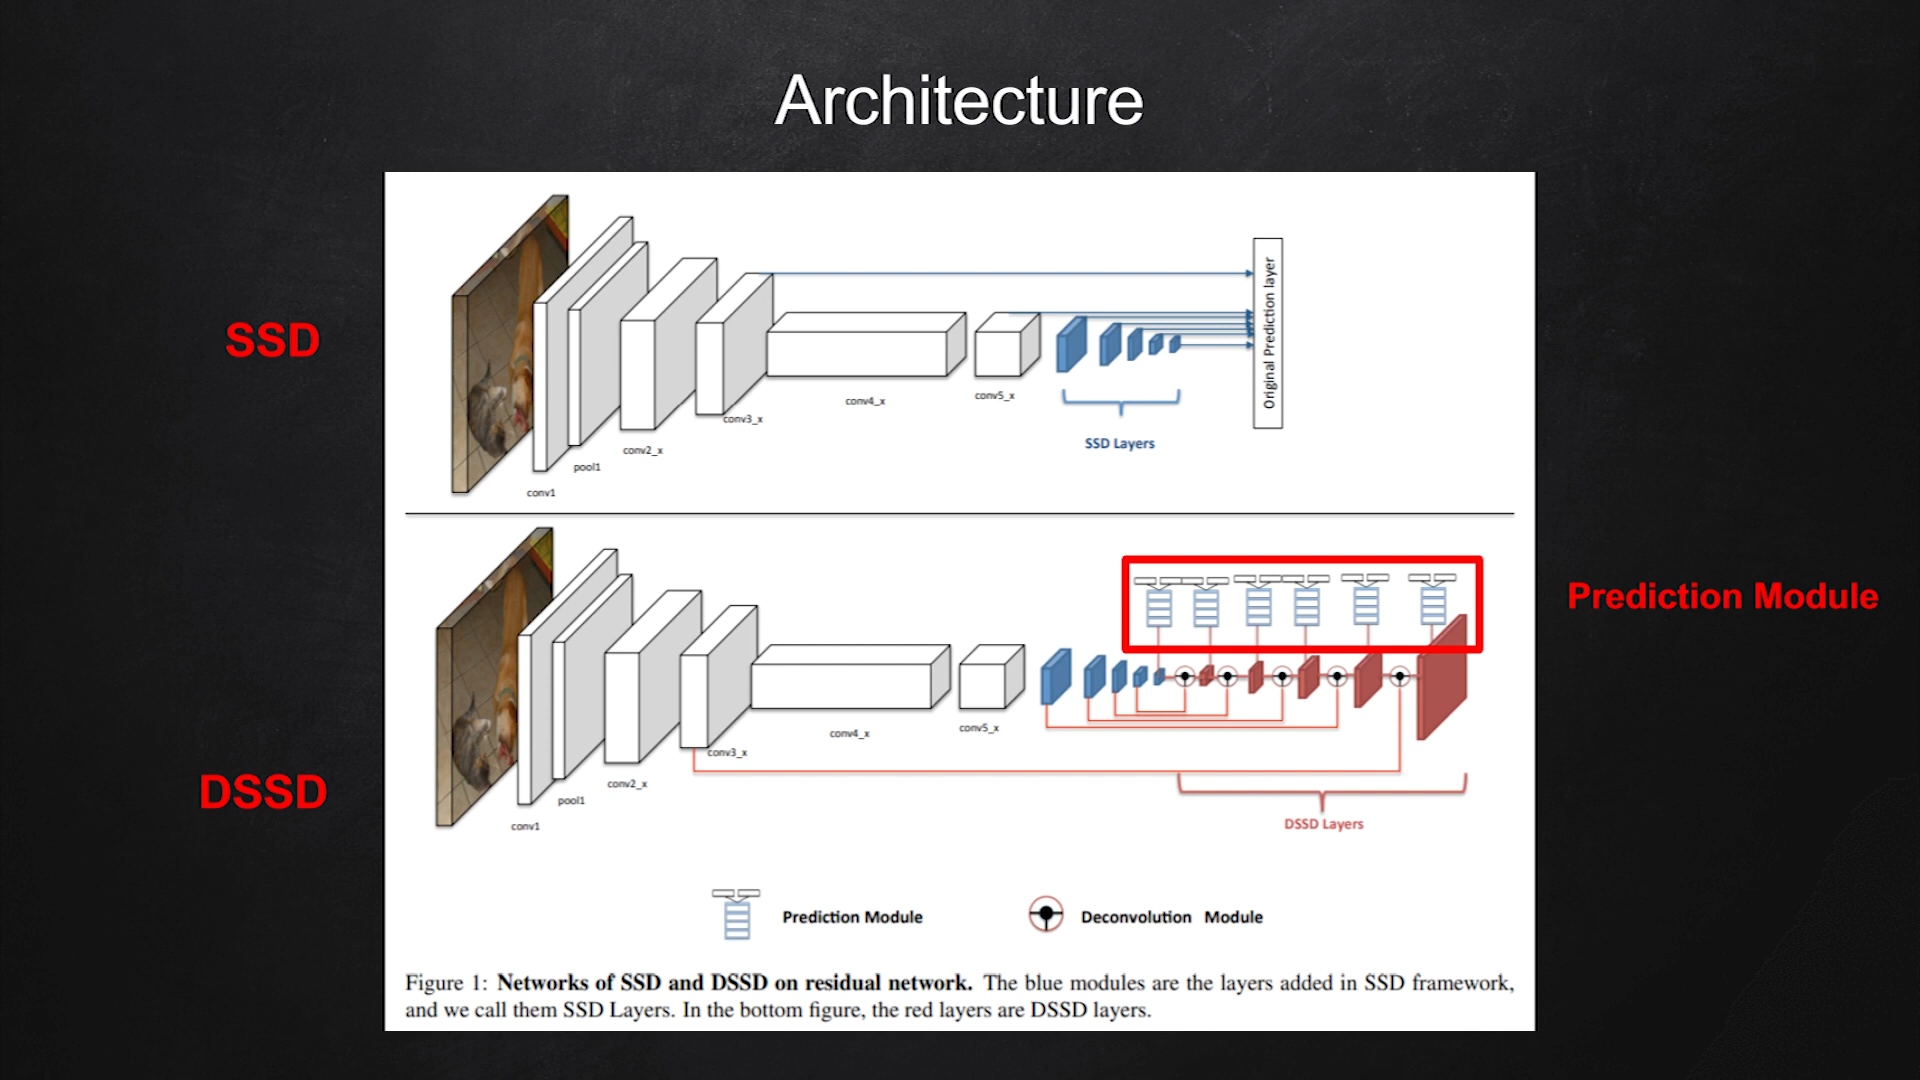 Architecture
SSD
Original Prediction layer
conv4_x
conv5_x
conv3_x
SSD Layers
conv2_x
pool1
conv1
Prediction Module
DSSD
conv4_x
conv5_x
conv3_x
conv2_x
pool1
conv1
DSSD Layers
Prediction Module
Deconvolution Module
Figure 1: Networks of SSD and DSSD on residual network. The blue modules are the layers added in SSD framework,
and we call them SSD Layers. In the bottom figure, the red layers are DSSD layers.